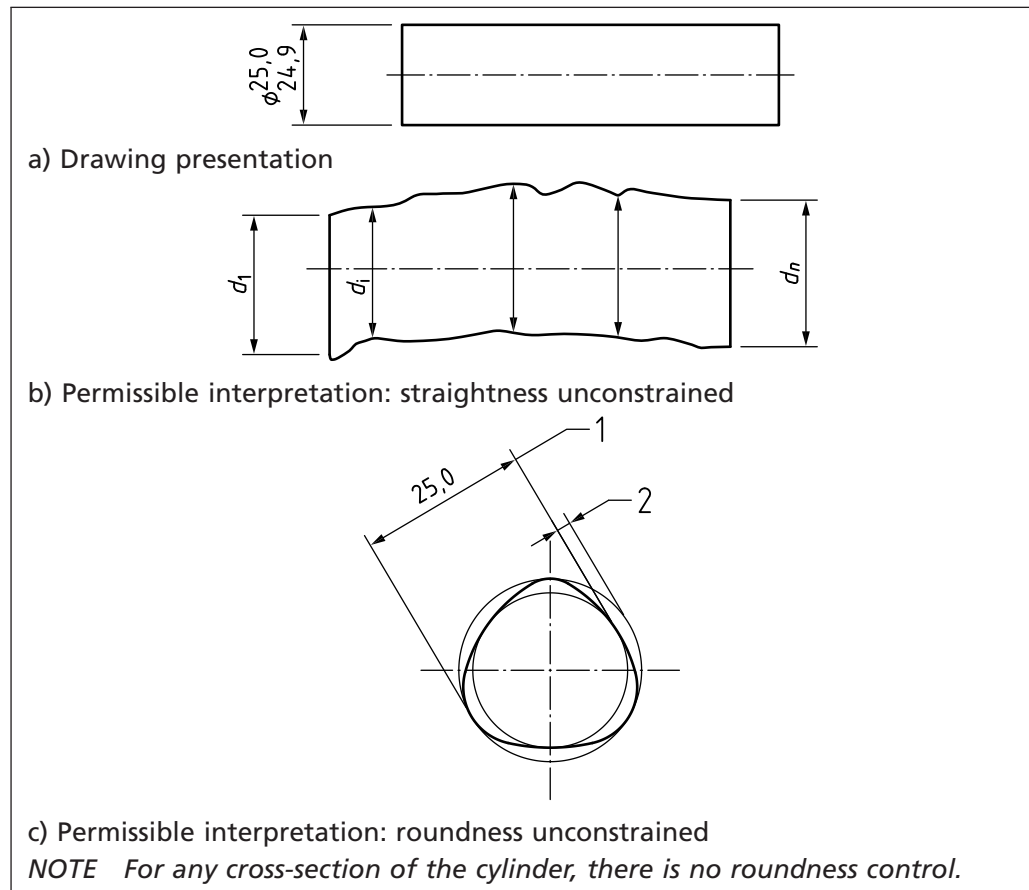 ⌀25,0
24,9
a) Drawing presentation
d1
di
dn
b) Permissible interpretation: straightness unconstrained
1
25,0
2
c) Permissible interpretation: roundness unconstrained
NOTE For any cross-section of the cylinder, there is no roundness control.